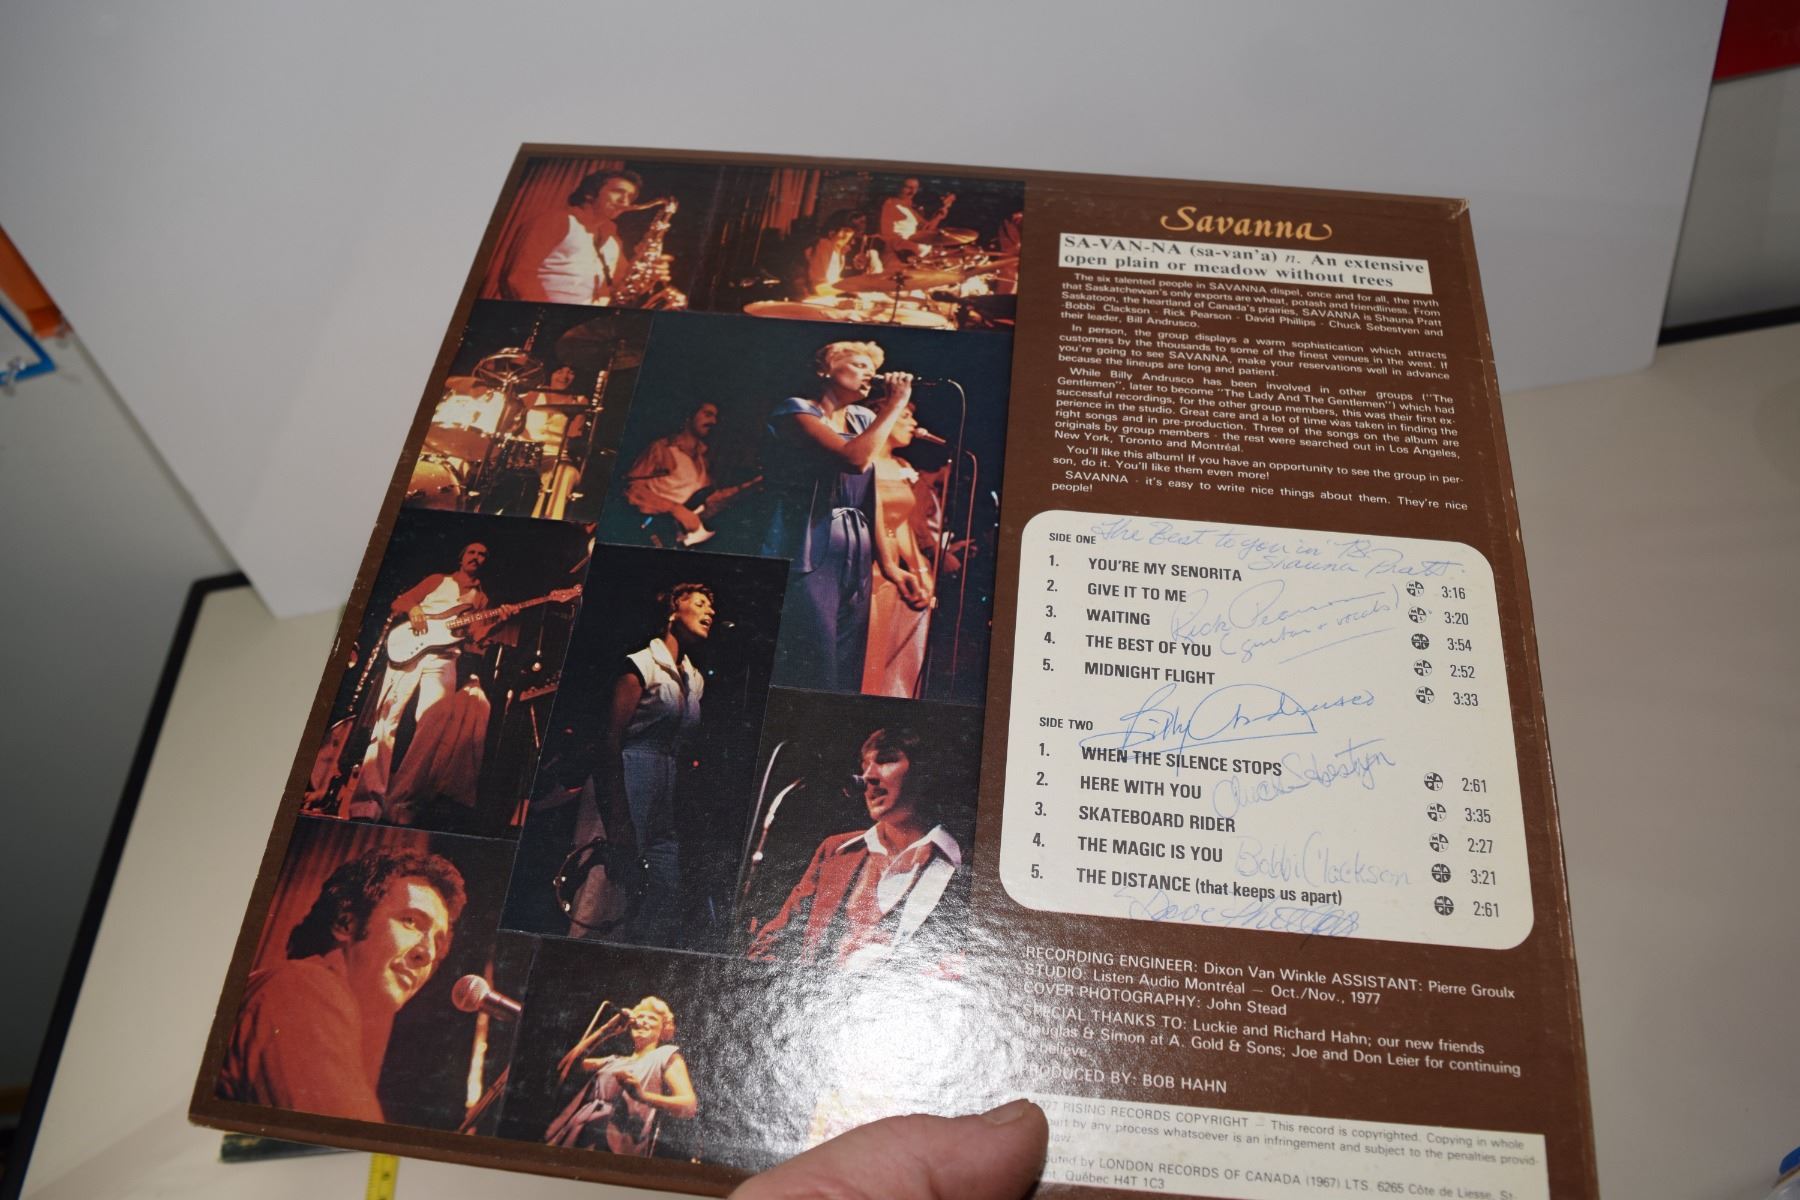 Savanna
SA-VAN-NA (sa-van'a) n. An extensive
open plain or meadow without trees
The six talented people in SAVANNA dispel, once and for all, the myth
that Saskatchewan's only exports are wheat, potash and friendliness. From
Saskatoon, the heartland of Canada's prairies, SAVANNA is Shauna Pratt
-Bobbi Clackson - Rick Pearson - David Phillips - Chuck Sebestyen and
their leader, Bill Andrusco.
In person, the group displays a warm sophistication which attracts
customers by the thousands to some of the finest venues in the west. If
you're going to see SAVANNA, make your reservations well in advance
because the lineups are long and patient.
While Billy Andrusco has been involved in other groups ("The
Gentlemen", later to become "The Lady And The Gentlemen") which had
successful recordings, for the other group members, this was their first ex-
perience in the studio. Great care and a lot of time was taken in finding the
right songs and in pre-production. Three of the songs on the album are
originals by group members - the rest were searched out in Los Angeles,
New York, Toronto and Montréal.
You'll like this album! If you have an opportunity to see the group in per-
son, do it. You'll like them even more!
SAVANNA - it's easy to write nice things about them. They're nice
people!
The Best to you in '78.
SIDE ONE
Shauna Pratt.
1. YOU'RE MY SENORITA 3:16
2. GIVE IT TO ME 3:20
Rick Pearson
3. WAITING 3:54
(guitar + vocals)
4. THE BEST OF YOU 2:52
5. MIDNIGHT FLIGHT 3:33
Billy Andrusco
SIDE TWO
1. WHEN THE SILENCE STOPS 2:61
Chuck Sebestyen
2. HERE WITH YOU 3:35
3. SKATEBOARD RIDER 2:27
4. THE MAGIC IS YOU 3:21
Bobbi Clackson
5. THE DISTANCE (that keeps us apart) 2:61
Dave Phillips
RECORDING ENGINEER: Dixon Van Winkle ASSISTANT: Pierre Groulx
STUDIO: Listen Audio Montréal — Oct./Nov., 1977
COVER PHOTOGRAPHY: John Stead
SPECIAL THANKS TO: Luckie and Richard Hahn; our new friends
Douglas & Simon at A. Gold & Sons; Joe and Don Leier for continuing
believe.
PRODUCED BY: BOB HAHN
1977 RISING RECORDS COPYRIGHT — This record is copyrighted. Copying in whole
part by any process whatsoever is an infringement and subject to the penalties provid-
law.
LONDON RECORDS OF CANADA (1967) LTS. 6265 Côte de Liesse, St.
Québec H4T 1C3